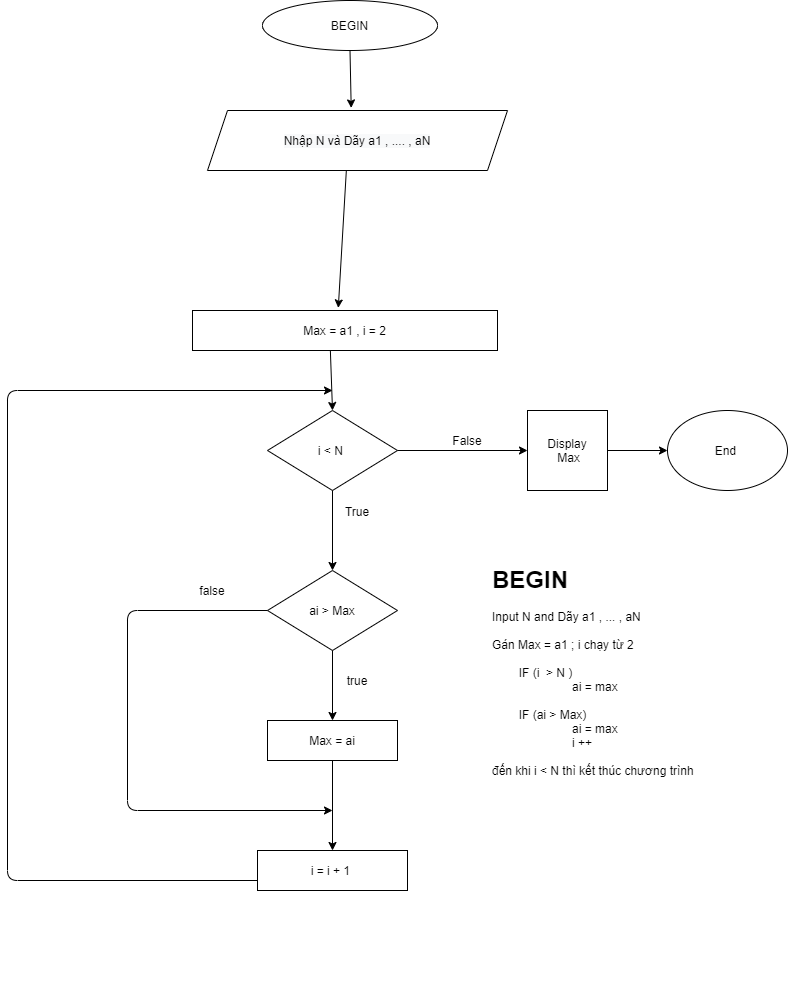 BEGIN
Nhập N và Dãy a1 , .... , aN
Max = a1 , i = 2
i < N
False
Display
Max
End
True
ai > Max
false
true
Max = ai
i = i + 1
BEGIN
Input N and Dãy a1 , ... , aN
Gán Max = a1 ; i chạy từ 2
IF (i > N )
ai = max
IF (ai > Max)
ai = max
i ++
đến khi i < N thì kết thúc chương trình